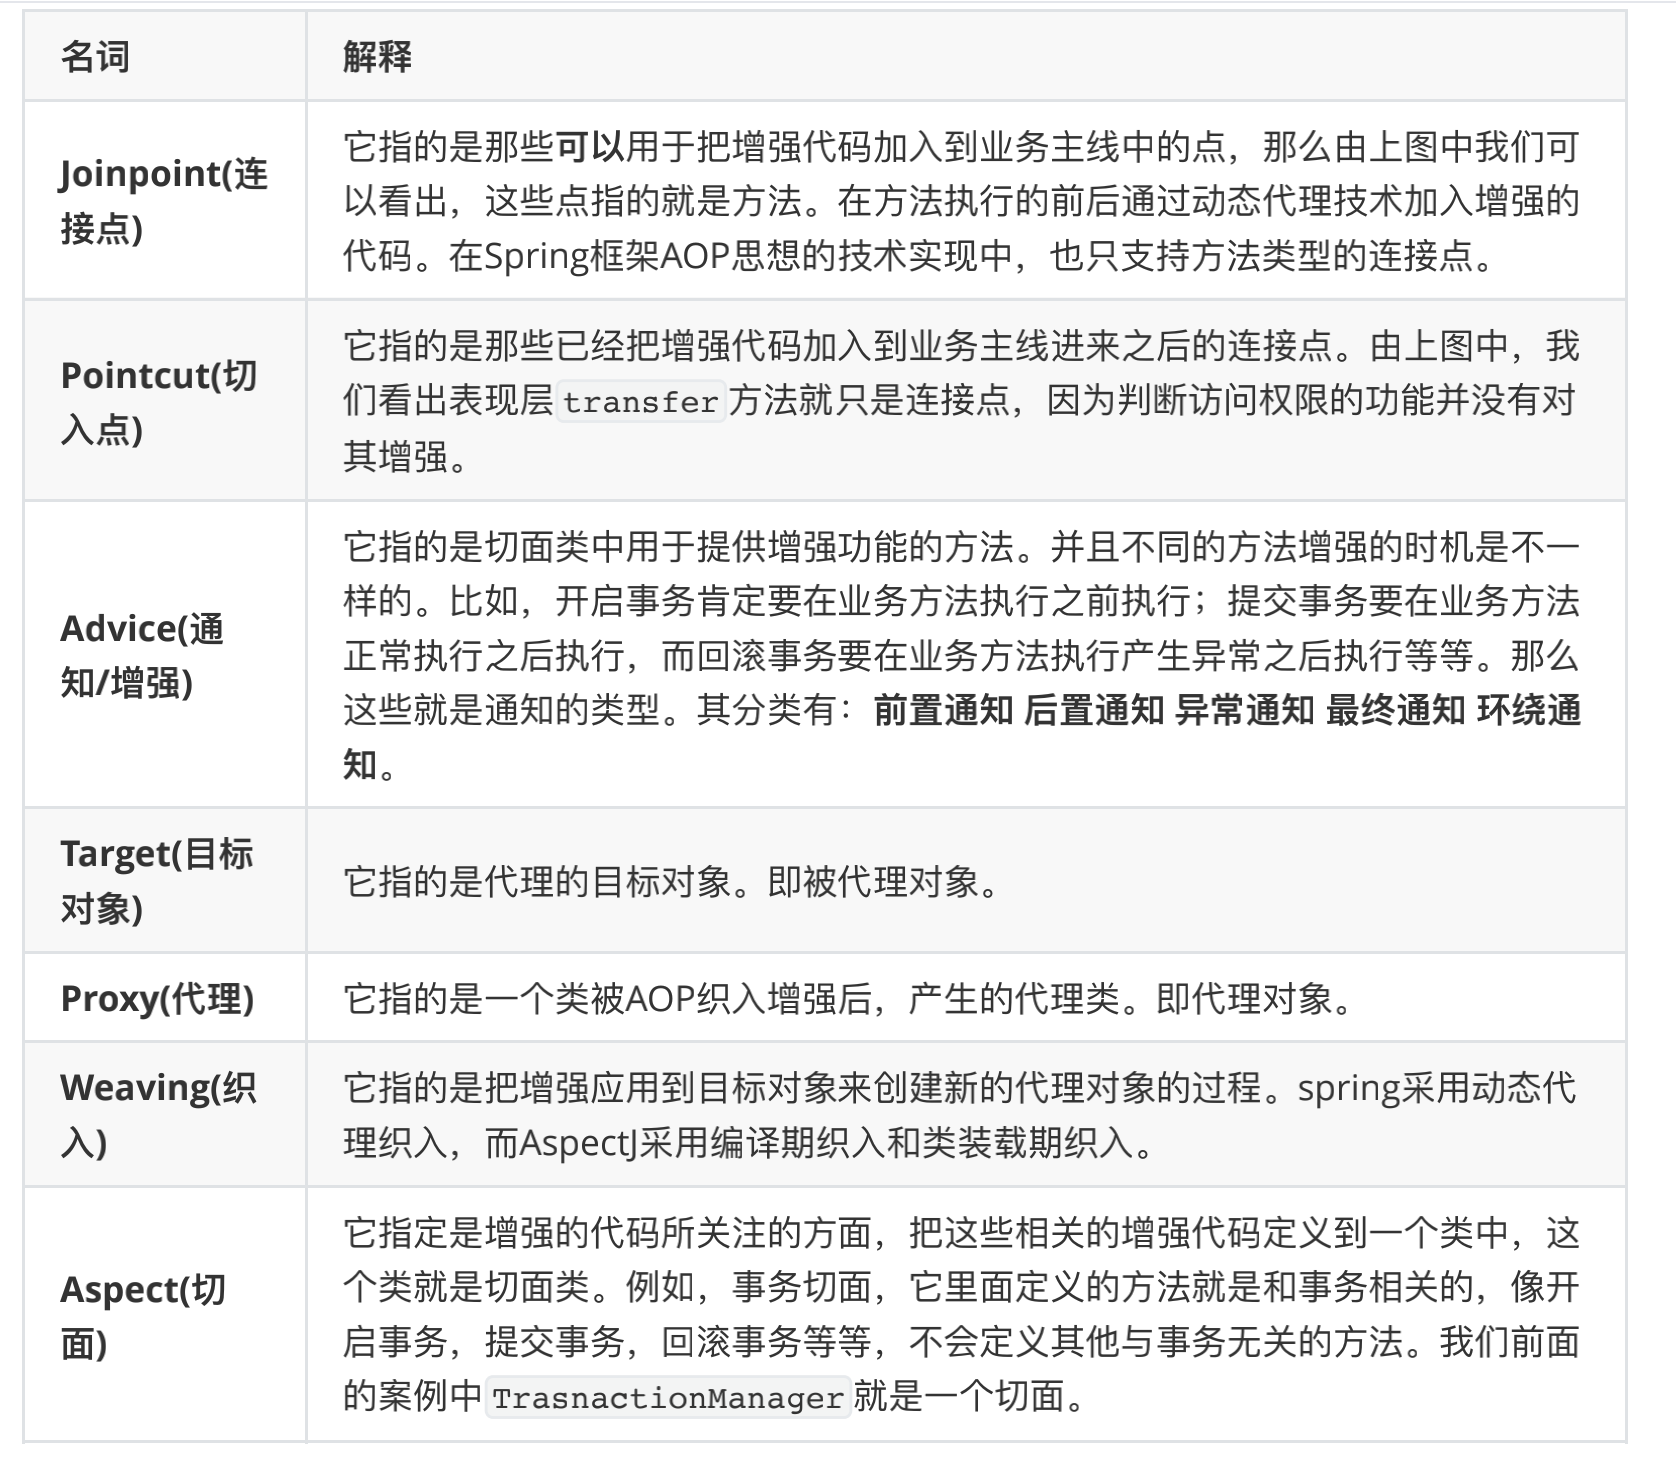 名词
解释
Joinpoint(连
接点)
它指的是那些可以用于把增强代码加入到业务主线中的点，那么由上图中我们可
以看出，这些点指的就是方法。在方法执行的前后通过动态代理技术加入增强的
代码。在Spring框架AOP思想的技术实现中，也只支持方法类型的连接点。
Pointcut(切
入点)
它指的是那些已经把增强代码加入到业务主线进来之后的连接点。由上图中，我
们看出表现层transfer方法就只是连接点，因为判断访问权限的功能并没有对
其增强。
Advice(通
知/增强)
它指的是切面类中用于提供增强功能的方法。并且不同的方法增强的时机是不一
样的。比如，开启事务肯定要在业务方法执行之前执行；提交事务要在业务方法
正常执行之后执行，而回滚事务要在业务方法执行产生异常之后执行等等。那么
这些就是通知的类型。其分类有：前置通知 后置通知 异常通知 最终通知 环绕通
知。
Target(目标
对象)
它指的是代理的目标对象。即被代理对象。
Proxy(代理)
它指的是一个类被AOP织入增强后，产生的代理类。即代理对象。
Weaving(织
入)
它指的是把增强应用到目标对象来创建新的代理对象的过程。spring采用动态代
理织入，而AspectJ采用编译期织入和类装载期织入。
Aspect(切
面)
它指定是增强的代码所关注的方面，把这些相关的增强代码定义到一个类中，这
个类就是切面类。例如，事务切面，它里面定义的方法就是和事务相关的，像开
启事务，提交事务，回滚事务等等，不会定义其他与事务无关的方法。我们前面
的案例中TrasnactionManager就是一个切面。